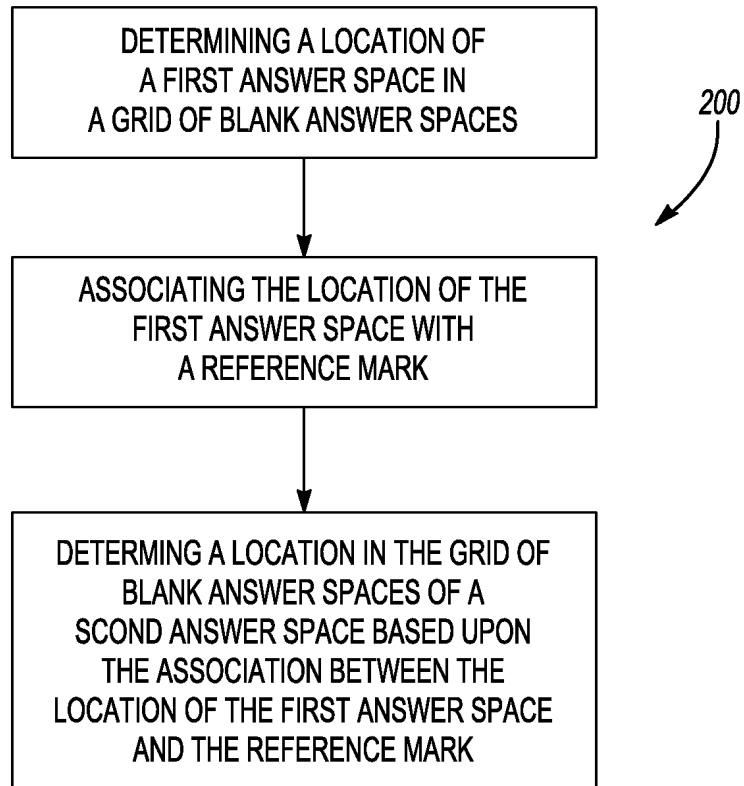 DETERMINING A LOCATION OF
A FIRST ANSWER SPACE IN
A GRID OF BLANK ANSWER SPACES
200
ASSOCIATING THE LOCATION OF THE
FIRST ANSWER SPACE WITH
A REFERENCE MARK
DETERMING A LOCATION IN THE GRID OF
BLANK ANSWER SPACES OF A
SCOND ANSWER SPACE BASED UPON
THE ASSOCIATION BETWEEN THE
LOCATION OF THE FIRST ANSWER SPACE
AND THE REFERENCE MARK